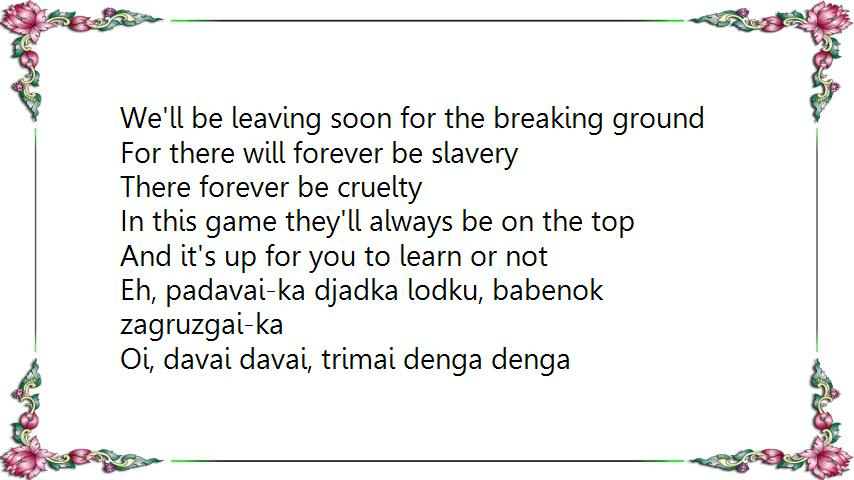 We'll be leaving soon for the breaking ground
For there will forever be slavery
There forever be cruelty
In this game they'll always be on the top
And it's up for you to learn or not
Eh, padavai-ka djadka lodku, babenok
zagruzgai-ka
Oi, davai davai, trimai denga denga